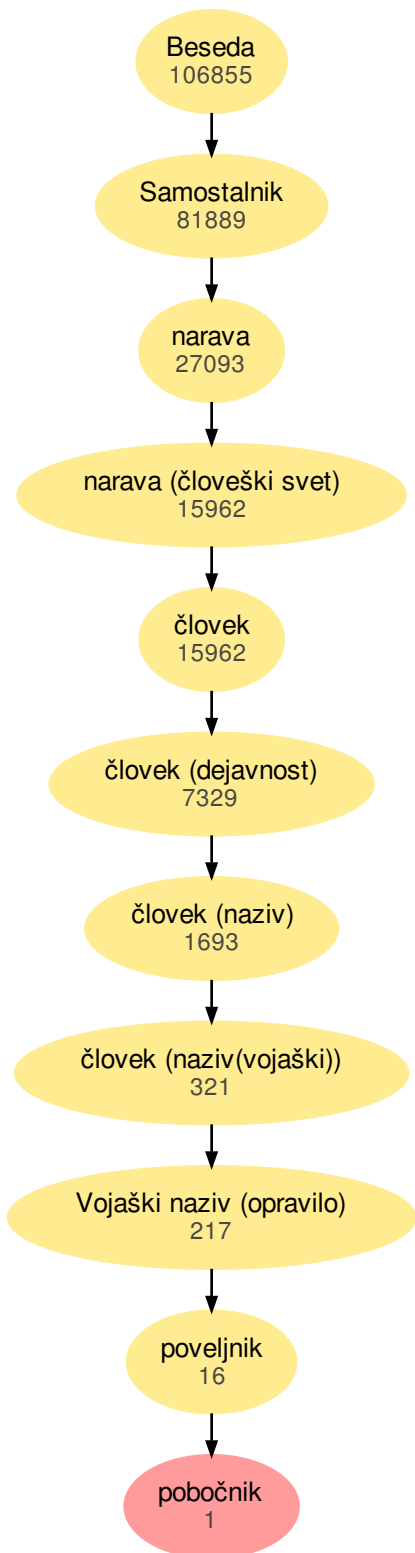 Beseda
106855
Samostalnik
81889
narava
27093
narava (človeški svet)
15962
človek
15962
človek (dejavnost)
7329
človek (naziv)
1693
človek (naziv(vojaški))
321
Vojaški naziv (opravilo)
217
poveljnik
16
pobočnik
1